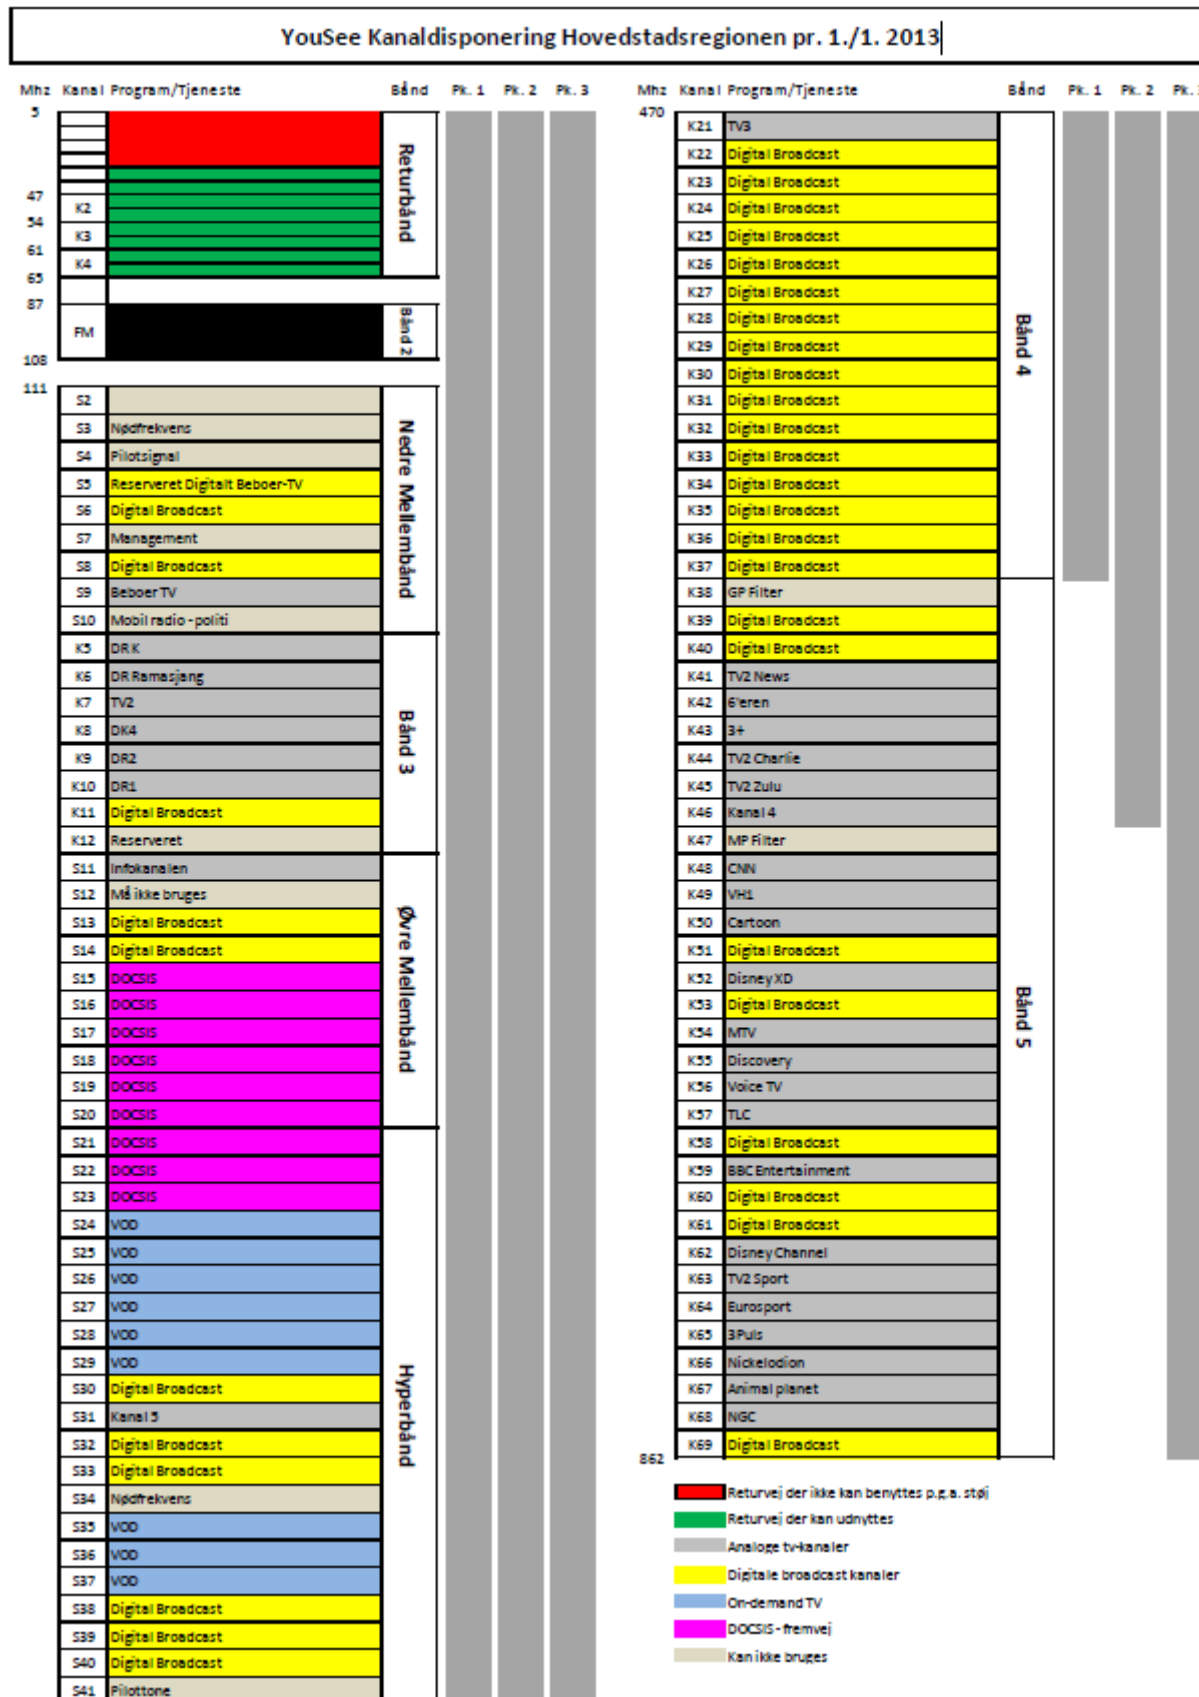 YouSee Kanaldisponering Hovedstadsregionen pr. 1./1. 2013
Mhz Kanal Program/Tjeneste Bånd Pk. 1 Pk. 2 Pk. 3
5
Returbånd
47
K2
54
K3
61
K4
65
87
FM
Bånd 2
108
111
S2
S3 Nødfrekvens
S4 Pilotsignal
S5 Reserveret Digitalt Beboer-TV
S6 Digital Broadcast
S7 Management
S8 Digital Broadcast
S9 Beboer TV
S10 Mobil radio - politi
Nedre Mellembånd
K5 DR K
K6 DR Ramasjang
K7 TV2
K8 DK4
K9 DR2
K10 DR1
K11 Digital Broadcast
K12 Reserveret
Bånd 3
S11 Infokanalen
S12 Må ikke bruges
S13 Digital Broadcast
S14 Digital Broadcast
S15 DOCSIS
S16 DOCSIS
S17 DOCSIS
S18 DOCSIS
S19 DOCSIS
S20 DOCSIS
Øvre Mellembånd
S21 DOCSIS
S22 DOCSIS
S23 DOCSIS
S24 VOD
S25 VOD
S26 VOD
S27 VOD
S28 VOD
S29 VOD
S30 Digital Broadcast
S31 Kanal 5
S32 Digital Broadcast
S33 Digital Broadcast
S34 Nødfrekvens
S35 VOD
S36 VOD
S37 VOD
S38 Digital Broadcast
S39 Digital Broadcast
S40 Digital Broadcast
S41 Pilottone
Hyperbånd
Mhz Kanal Program/Tjeneste Bånd Pk. 1 Pk. 2 Pk.
470
K21 TV3
K22 Digital Broadcast
K23 Digital Broadcast
K24 Digital Broadcast
K25 Digital Broadcast
K26 Digital Broadcast
K27 Digital Broadcast
K28 Digital Broadcast
K29 Digital Broadcast
K30 Digital Broadcast
K31 Digital Broadcast
K32 Digital Broadcast
K33 Digital Broadcast
K34 Digital Broadcast
K35 Digital Broadcast
K36 Digital Broadcast
K37 Digital Broadcast
Bånd 4
K38 GP Filter
K39 Digital Broadcast
K40 Digital Broadcast
K41 TV2 News
K42 6'eren
K43 3+
K44 TV2 Charlie
K45 TV2 Zulu
K46 Kanal 4
K47 MP Filter
K48 CNN
K49 VH1
K50 Cartoon
K51 Digital Broadcast
K52 Disney XD
K53 Digital Broadcast
K54 MTV
K55 Discovery
K56 Voice TV
K57 TLC
K58 Digital Broadcast
K59 BBC Entertainment
K60 Digital Broadcast
K61 Digital Broadcast
K62 Disney Channel
K63 TV2 Sport
K64 Eurosport
K65 3Puls
K66 Nickelodion
K67 Animal planet
K68 NGC
K69 Digital Broadcast
Bånd 5
862
Returvej der ikke kan benyttes p.g.a. støj
Returvej der kan udnyttes
Analoge tv-kanaler
Digitale broadcast kanaler
On-demand TV
DOCSIS - fremvej
Kan ikke bruges